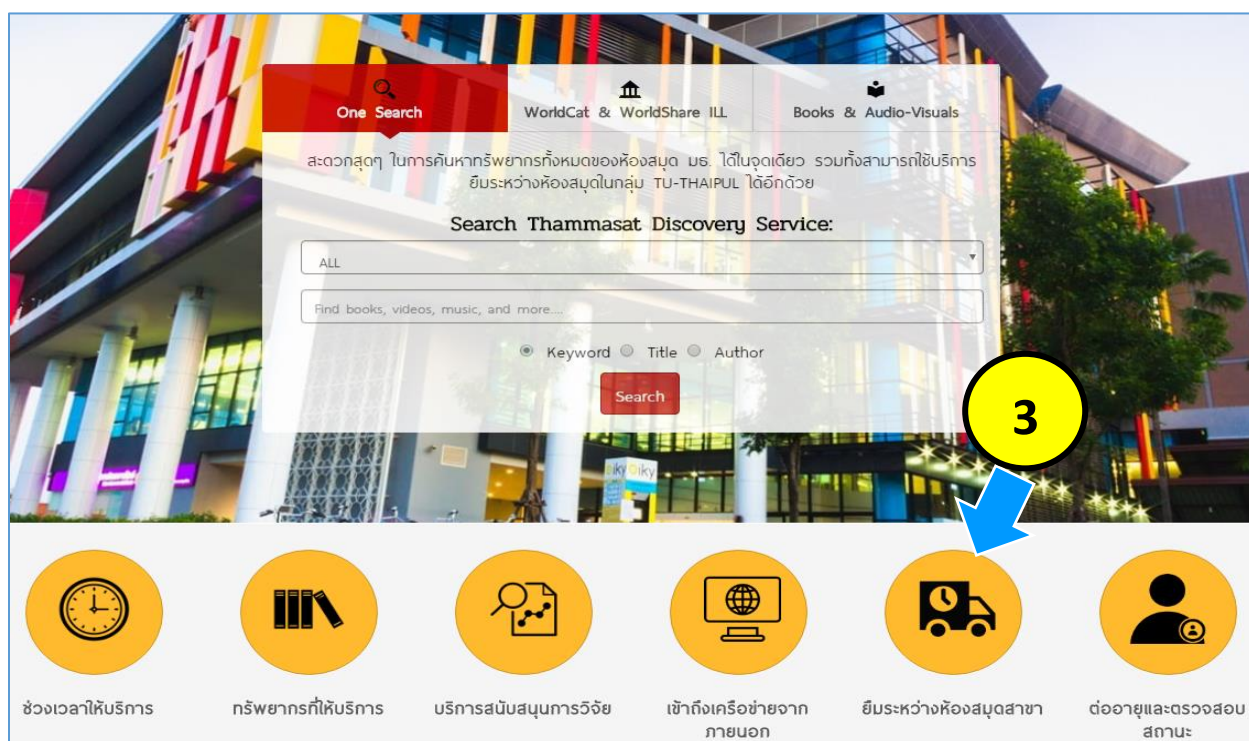 One Search
WorldCat & WorldShare ILL
Books & Audio-Visuals
สะดวกสุดๆ ในการค้นหาทรัพยากรทั้งหมดของห้องสมุด มธ. ได้ในจุดเดียว รวมทั้งสามารถใช้บริการ
ยืมระหว่างห้องสมุดในกลุ่ม TU-THAIPUL ได้อีกด้วย
Search Thammasat Discovery Service:
ALL
Find books, videos, music, and more....
Keyword Title Author
Search
3
ช่วงเวลาให้บริการ
ทรัพยากรที่ให้บริการ
บริการสนับสนุนการวิจัย
เข้าถึงเครือข่ายจาก
ภายนอก
ยืมระหว่างห้องสมุดสาขา
ต่ออายุและตรวจสอบ
สถานะ